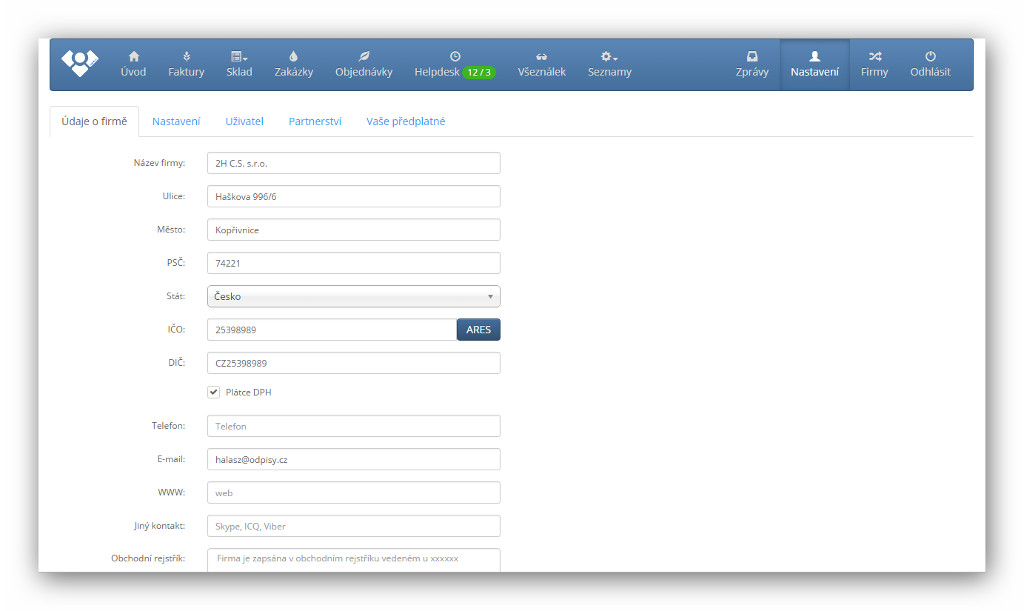 Úvod Faktury Sklad Zakázky Objednávky Helpdesk 12 / 3 Všeználek Seznamy Zprávy Nastavení Firmy Odhlásit
Údaje o firmě Nastavení Uživatel Partnerství Vaše předplatné
Název firmy: 2H C.S. s.r.o.
Ulice: Haškova 996/6
Město: Kopřivnice
PSČ: 74221
Stát: Česko
IČO: 25398989 ARES
DIČ: CZ25398989
Plátce DPH
Telefon: Telefon
E-mail: halasz@odpisy.cz
WWW: web
Jiný kontakt: Skype, ICQ, Viber
Obchodní rejstřík: Firma je zapsána v obchodním rejstříku vedeném u xxxxxx